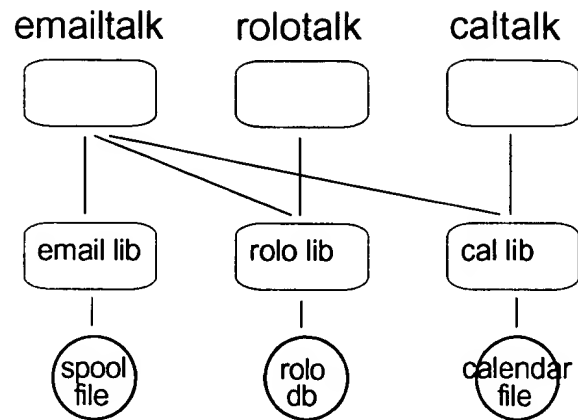 emailtalk rolotalk caltalk
email lib rolo lib cal lib
spool rolo calendar
file db file